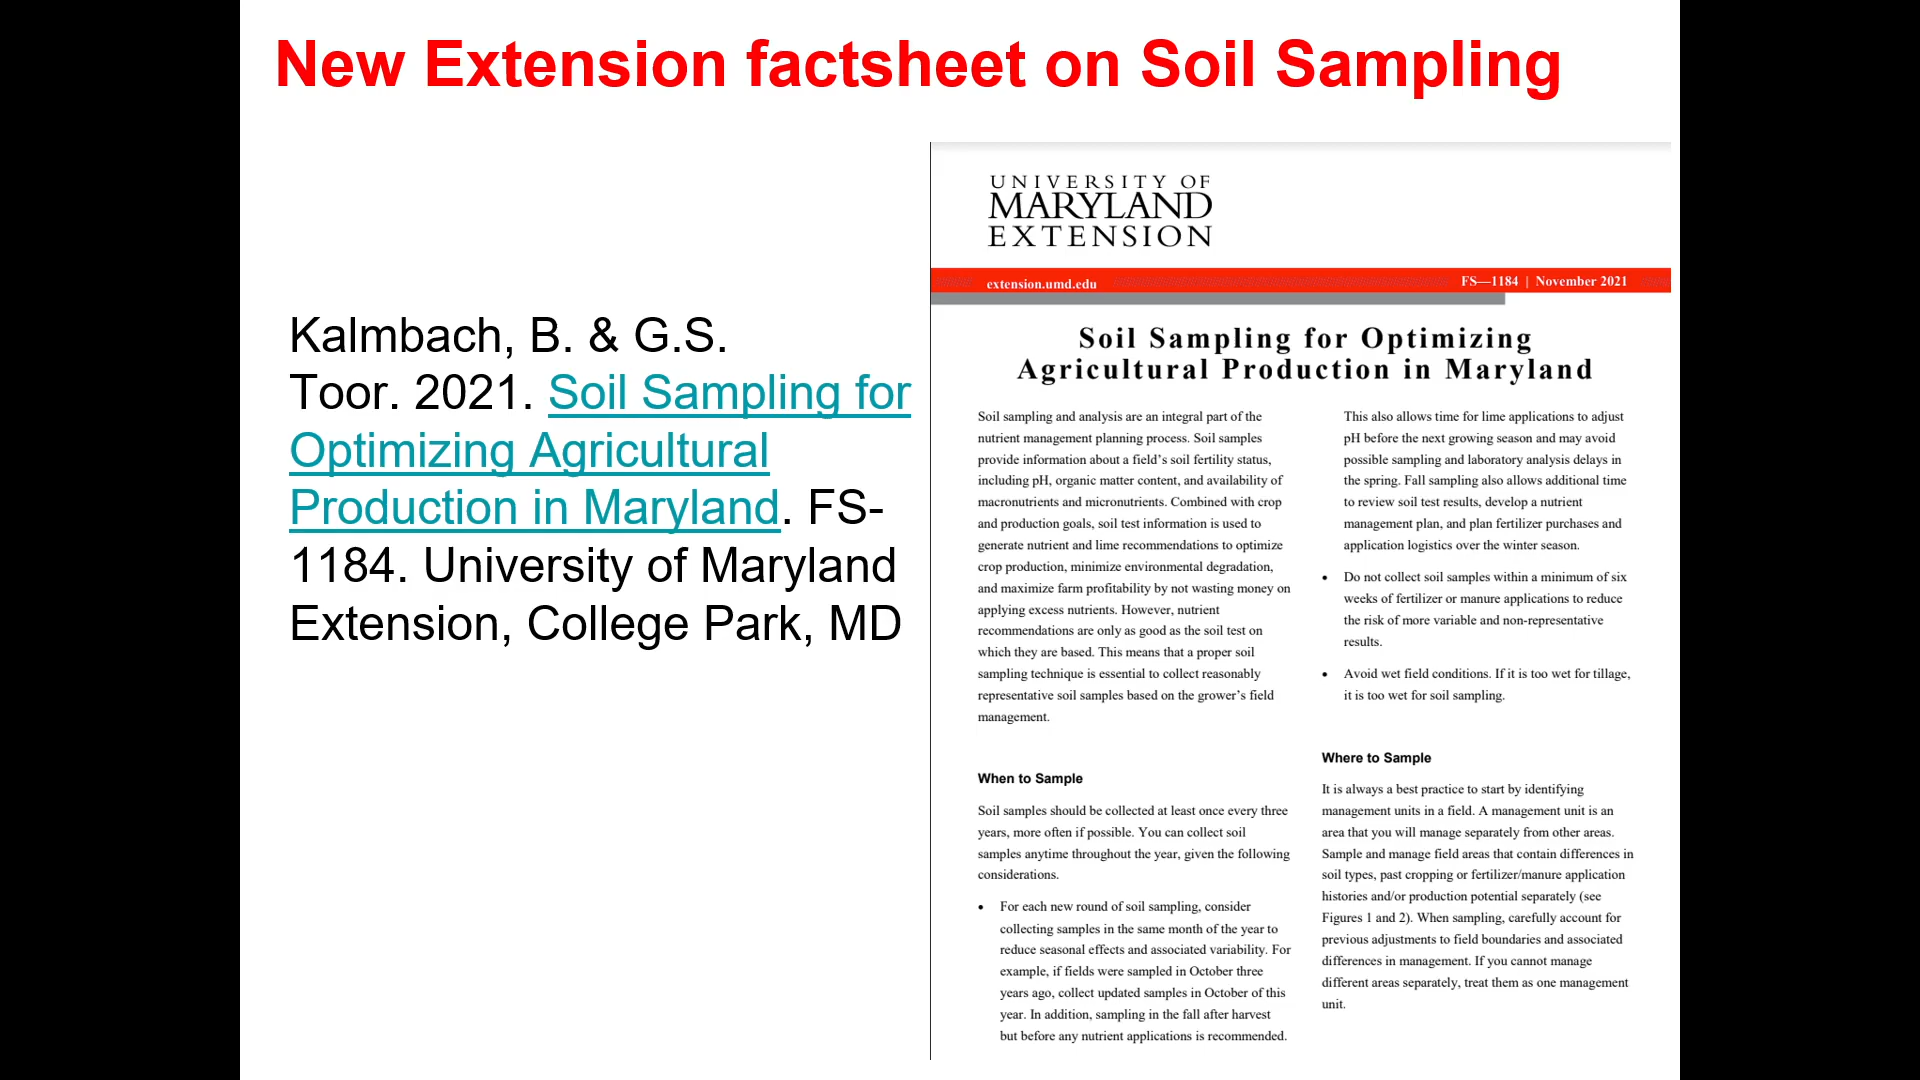 New Extension factsheet on Soil Sampling
Kalmbach, B. & G.S.
Toor. 2021. Soil Sampling for
Optimizing Agricultural
Production in Maryland. FS-
1184. University of Maryland
Extension, College Park, MD
UNIVERSITY OF
MARYLAND
EXTENSION
extension.umd.edu
FS—1184 | November 2021
Soil Sampling for Optimizing
Agricultural Production in Maryland
Soil sampling and analysis are an integral part of the
nutrient management planning process. Soil samples
provide information about a field's soil fertility status,
including pH, organic matter content, and availability of
macronutrients and micronutrients. Combined with crop
and production goals, soil test information is used to
generate nutrient and lime recommendations to optimize
crop production, minimize environmental degradation,
and maximize farm profitability by not wasting money on
applying excess nutrients. However, nutrient
recommendations are only as good as the soil test on
which they are based. This means that a proper soil
sampling technique is essential to collect reasonably
representative soil samples based on the grower's field
management.
When to Sample
Soil samples should be collected at least once every three
years, more often if possible. You can collect soil
samples anytime throughout the year, given the following
considerations.
• For each new round of soil sampling, consider
collecting samples in the same month of the year to
reduce seasonal effects and associated variability. For
example, if fields were sampled in October three
years ago, collect updated samples in October of this
year. In addition, sampling in the fall after harvest
but before any nutrient applications is recommended.
This also allows time for lime applications to adjust
pH before the next growing season and may avoid
possible sampling and laboratory analysis delays in
the spring. Fall sampling also allows additional time
to review soil test results, develop a nutrient
management plan, and plan fertilizer purchases and
application logistics over the winter season.
• Do not collect soil samples within a minimum of six
weeks of fertilizer or manure applications to reduce
the risk of more variable and non-representative
results.
• Avoid wet field conditions. If it is too wet for tillage,
it is too wet for soil sampling.
Where to Sample
It is always a best practice to start by identifying
management units in a field. A management unit is an
area that you will manage separately from other areas.
Sample and manage field areas that contain differences in
soil types, past cropping or fertilizer/manure application
histories and/or production potential separately (see
Figures 1 and 2). When sampling, carefully account for
previous adjustments to field boundaries and associated
differences in management. If you cannot manage
different areas separately, treat them as one management
unit.